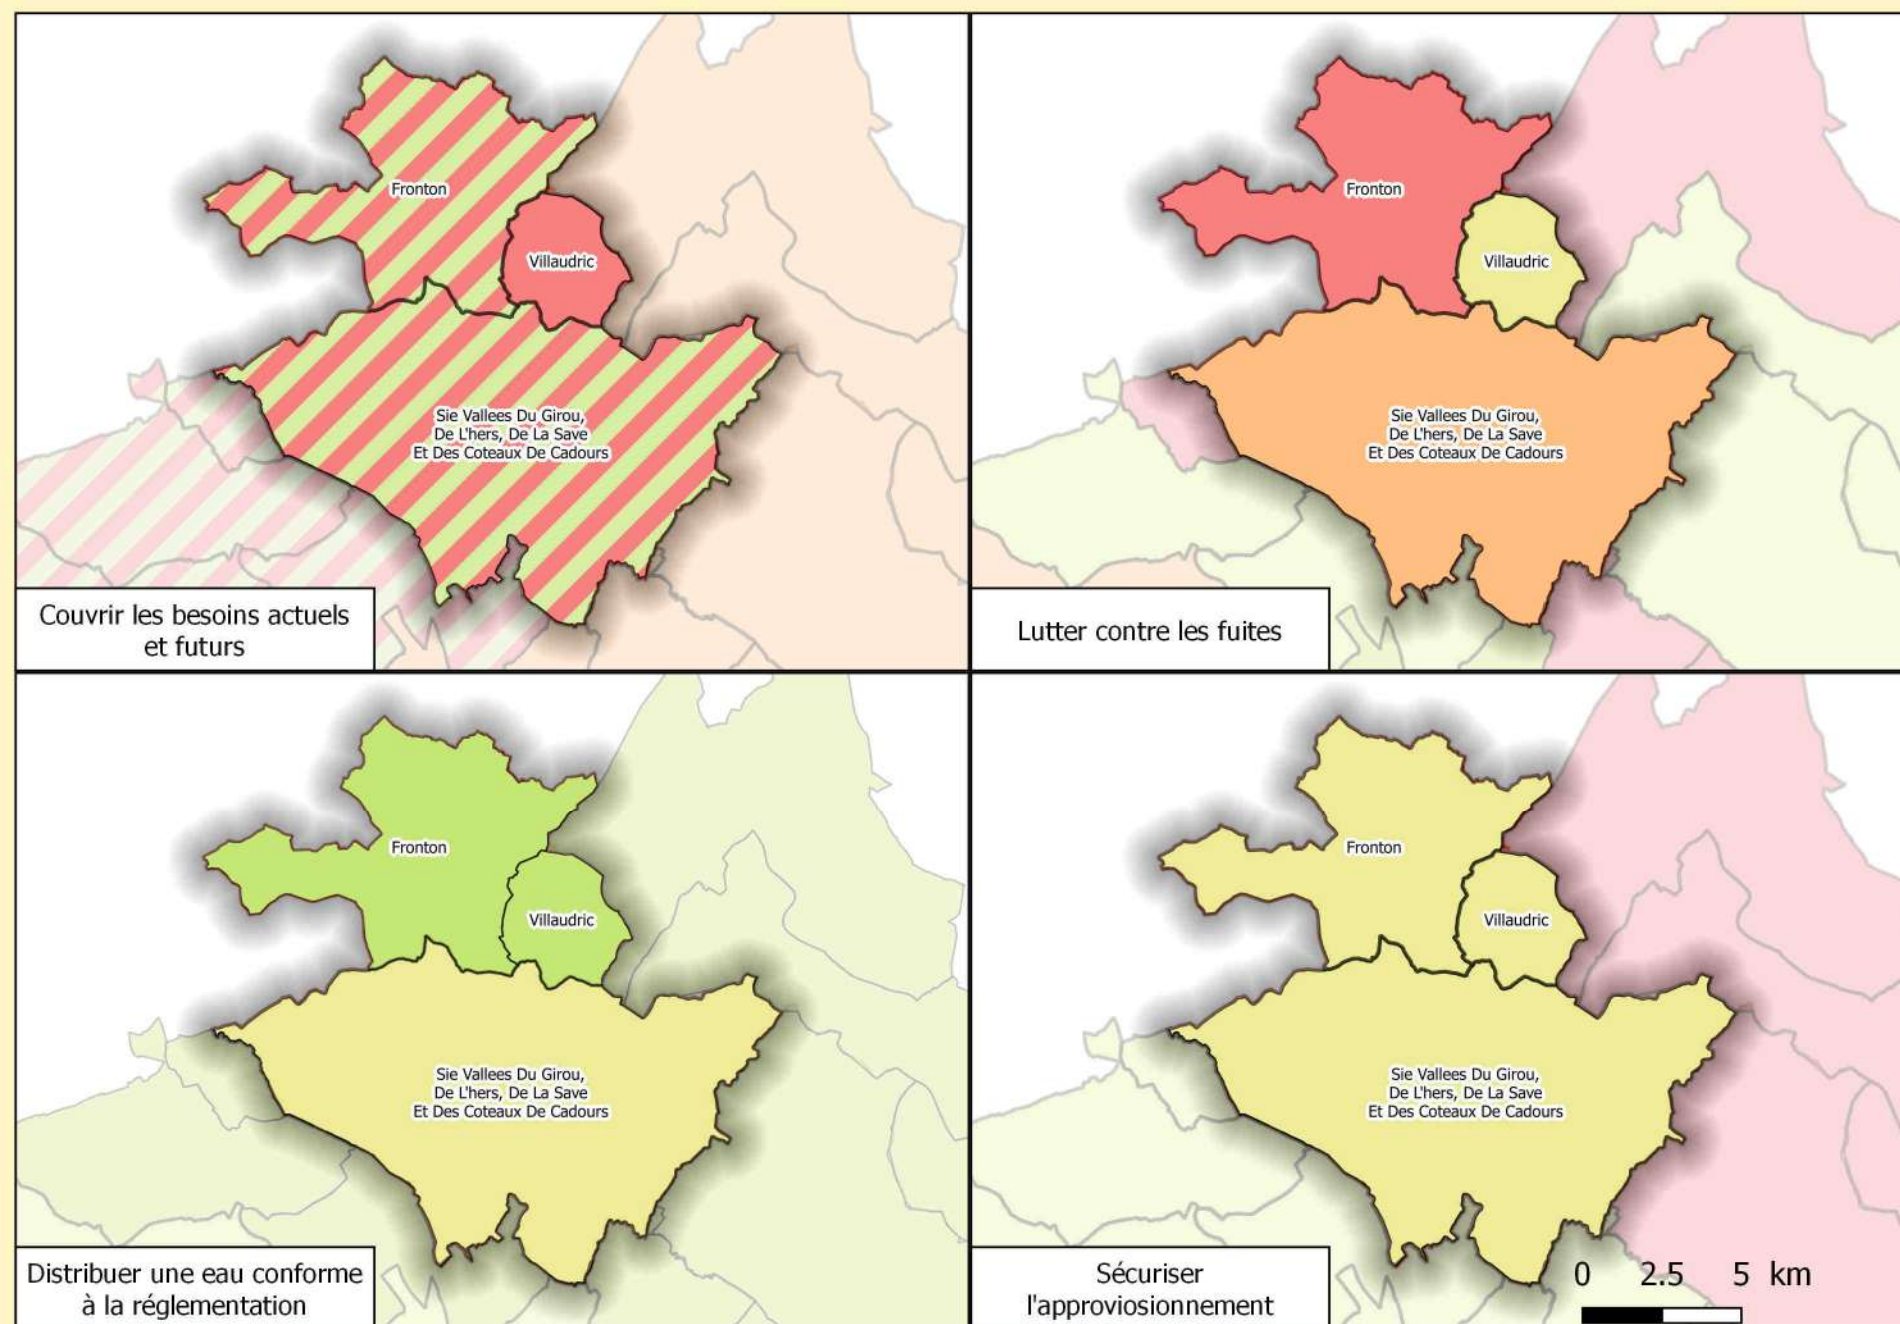 Fronton
Villaudric
Sie Vallees Du Girou,
De L'hers, De La Save
Et Des Coteaux De Cadours
Couvrir les besoins actuels
et futurs
Fronton
Villaudric
Sie Vallees Du Girou,
De L'hers, De La Save
Et Des Coteaux De Cadours
Lutter contre les fuites
Fronton
Villaudric
Sie Vallees Du Girou,
De L'hers, De La Save
Et Des Coteaux De Cadours
Distribuer une eau conforme
à la réglementation
Fronton
Villaudric
Sie Vallees Du Girou,
De L'hers, De La Save
Et Des Coteaux De Cadours
Sécuriser
l'approviosionnement
0 2.5 5 km